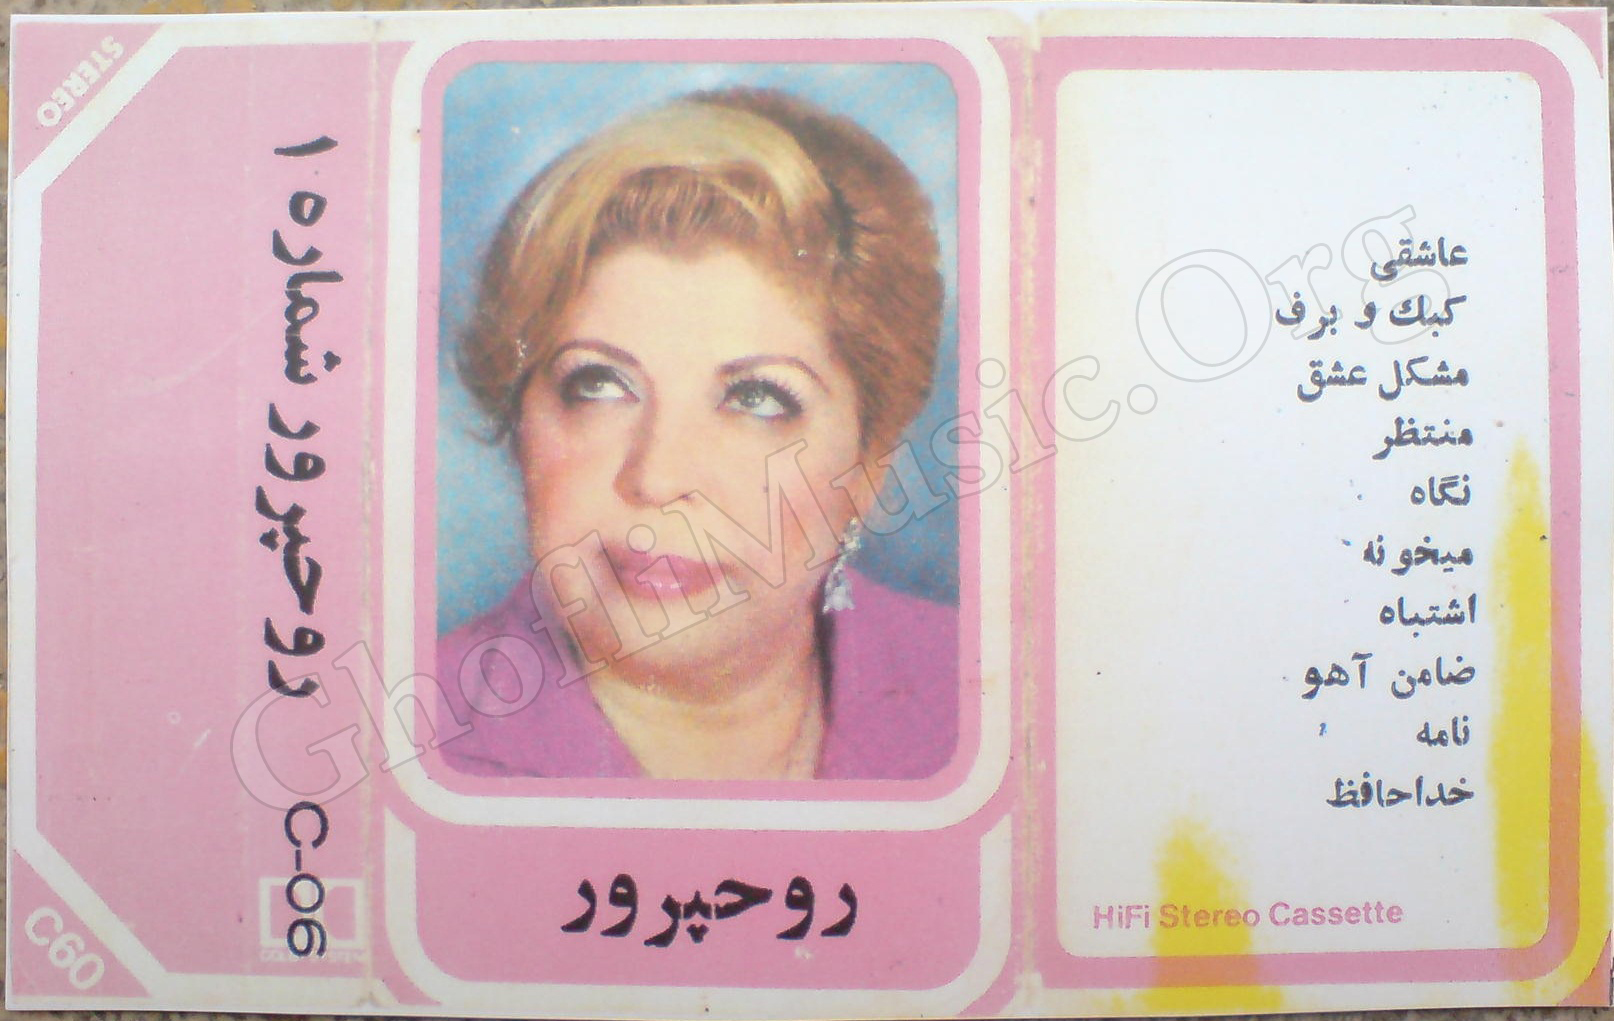 STEREO
روحپرور شماره ۱
C-06
C60
روحپرور
عاشقی
کبك و برف
مشکل عشق
منتظر
نگاه
میخونه
اشتباه
ضامن آهو
نامه
خداحافظ
HiFi Stereo Cassette
GhofliMusic.Org